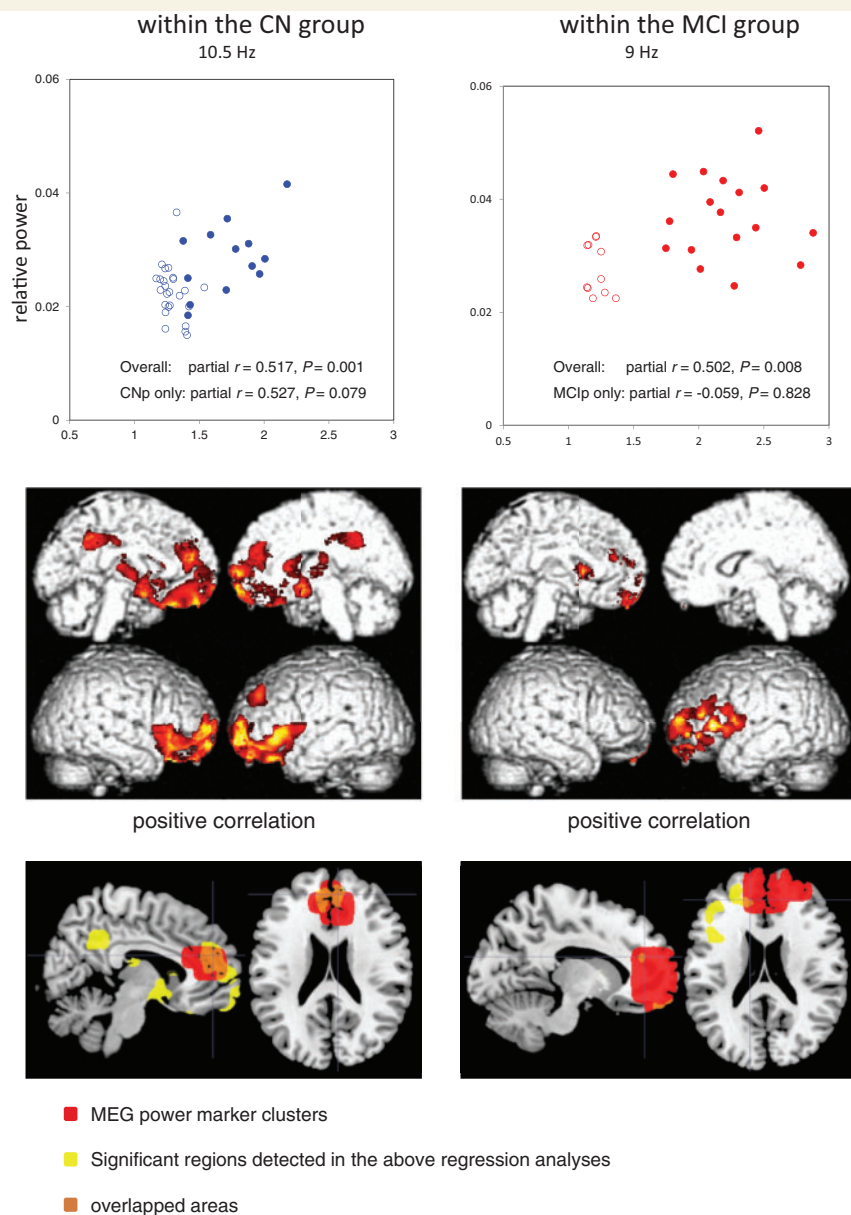 within the CN group
10.5 Hz
within the MCI group
9 Hz
relative power
0.06
0.04
0.02
0
0.5
1
1.5
2
2.5
3
Overall: partial r = 0.517, P = 0.001
CNp only: partial r = 0.527, P = 0.079
0.06
0.04
0.02
0
0.5
1
1.5
2
2.5
3
Overall: partial r = 0.502, P = 0.008
MCIp only: partial r = -0.059, P = 0.828
positive correlation
positive correlation
MEG power marker clusters
Significant regions detected in the above regression analyses
overlapped areas